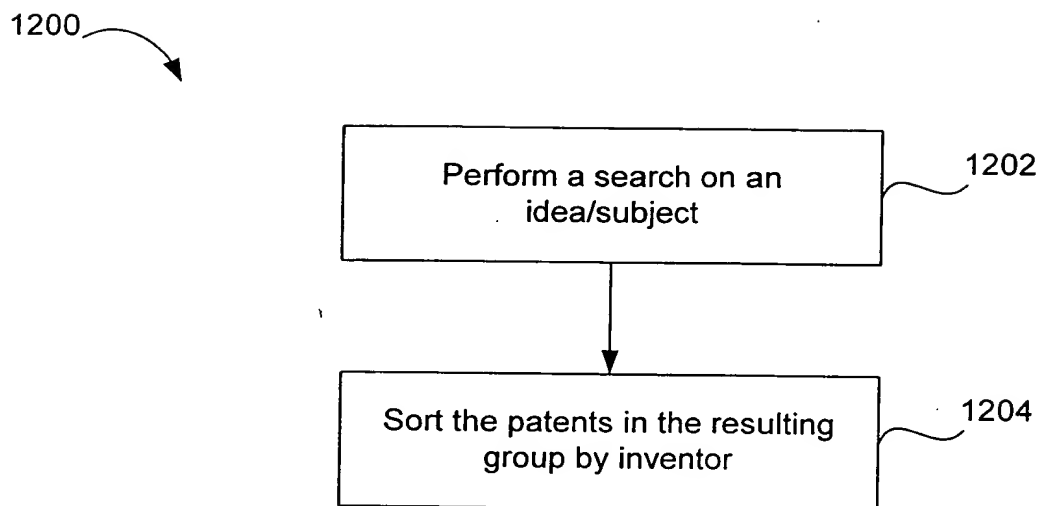 1200
Perform a search on an
idea/subject
1202
Sort the patents in the resulting
group by inventor
1204